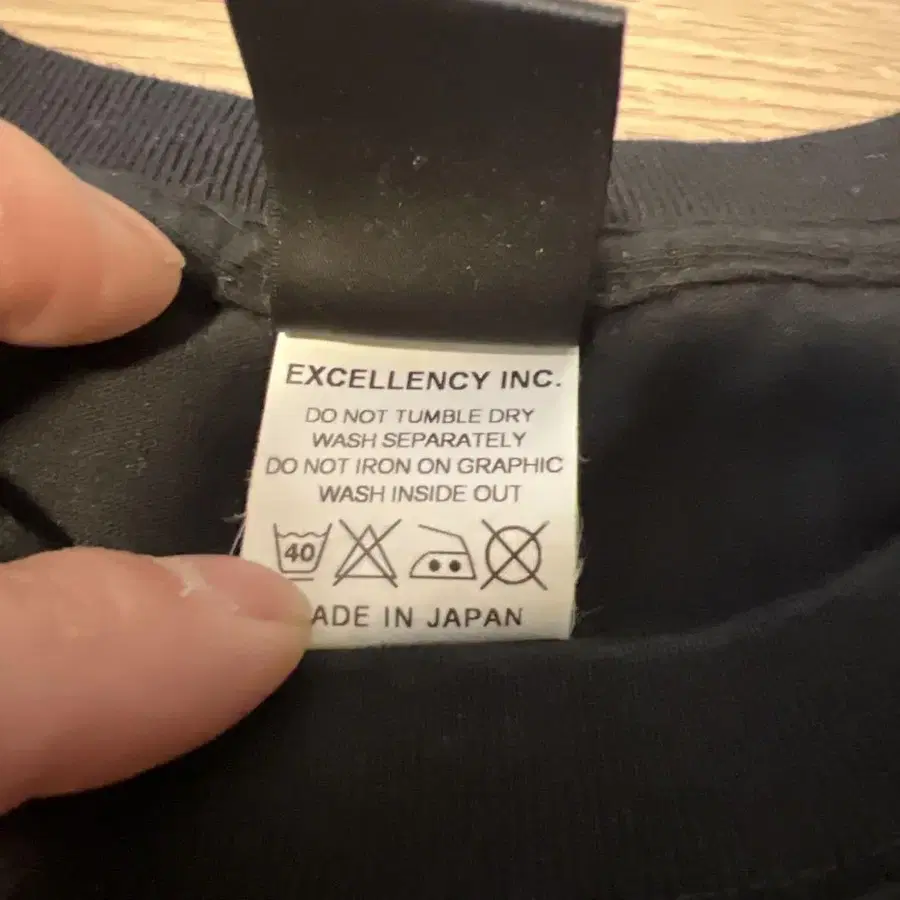 EXCELLENCY INC.
DO NOT TUMBLE DRY
WASH SEPARATELY
DO NOT IRON ON GRAPHIC
WASH INSIDE OUT
40
ADE IN JAPAN